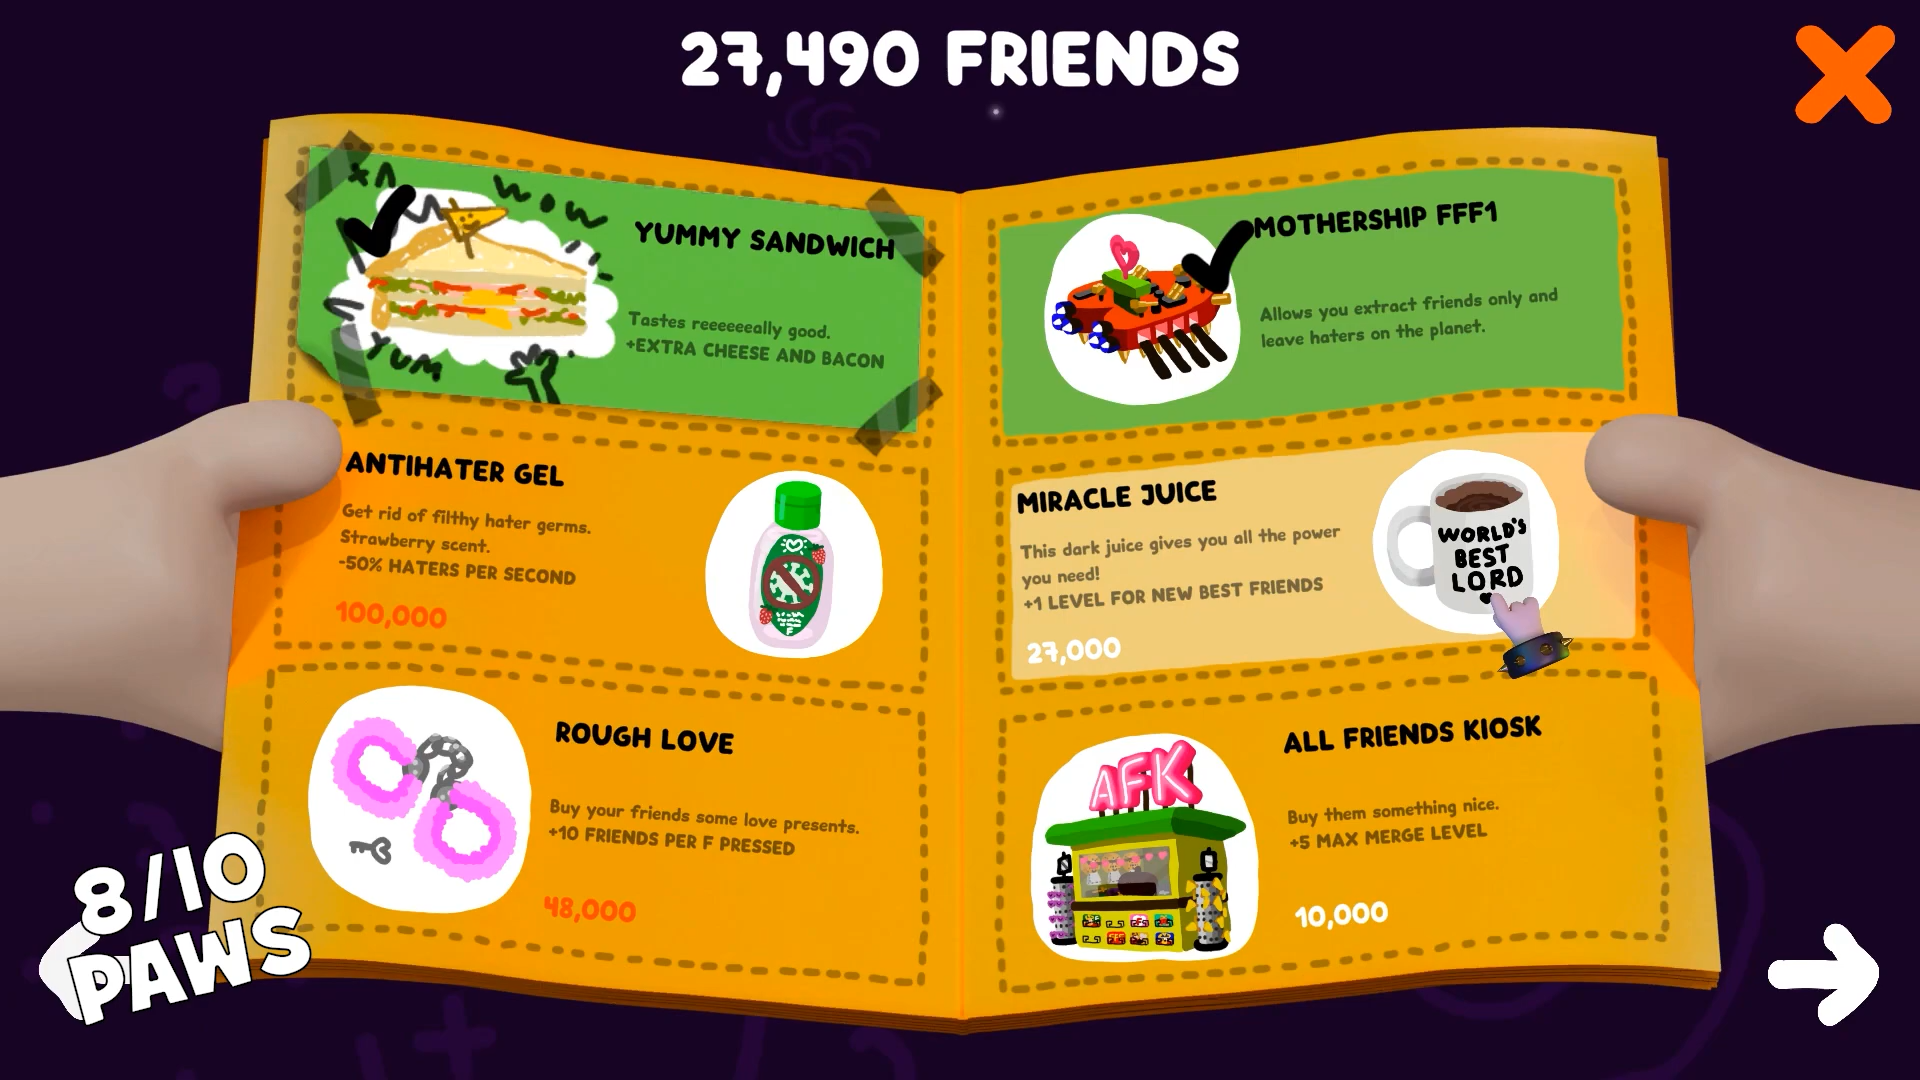 27,490 FRIENDS
XA
WOW
YUM
YUMMY SANDWICH
Tastes reeeeeeally good.
+EXTRA CHEESE AND BACON
ANTIHATER GEL
Get rid of filthy hater germs.
Strawberry scent.
-50% HATERS PER SECOND
100,000
ROUGH LOVE
Buy your friends some love presents.
+10 FRIENDS PER F PRESSED
48,000
MOTHERSHIP FFF1
Allows you extract friends only and
leave haters on the planet.
MIRACLE JUICE
This dark juice gives you all the power
you need!
+1 LEVEL FOR NEW BEST FRIENDS
27,000
WORLD'S
BEST
LORD
ALL FRIENDS KIOSK
AFK
Buy them something nice.
+5 MAX MERGE LEVEL
10,000
8/10
PAWS